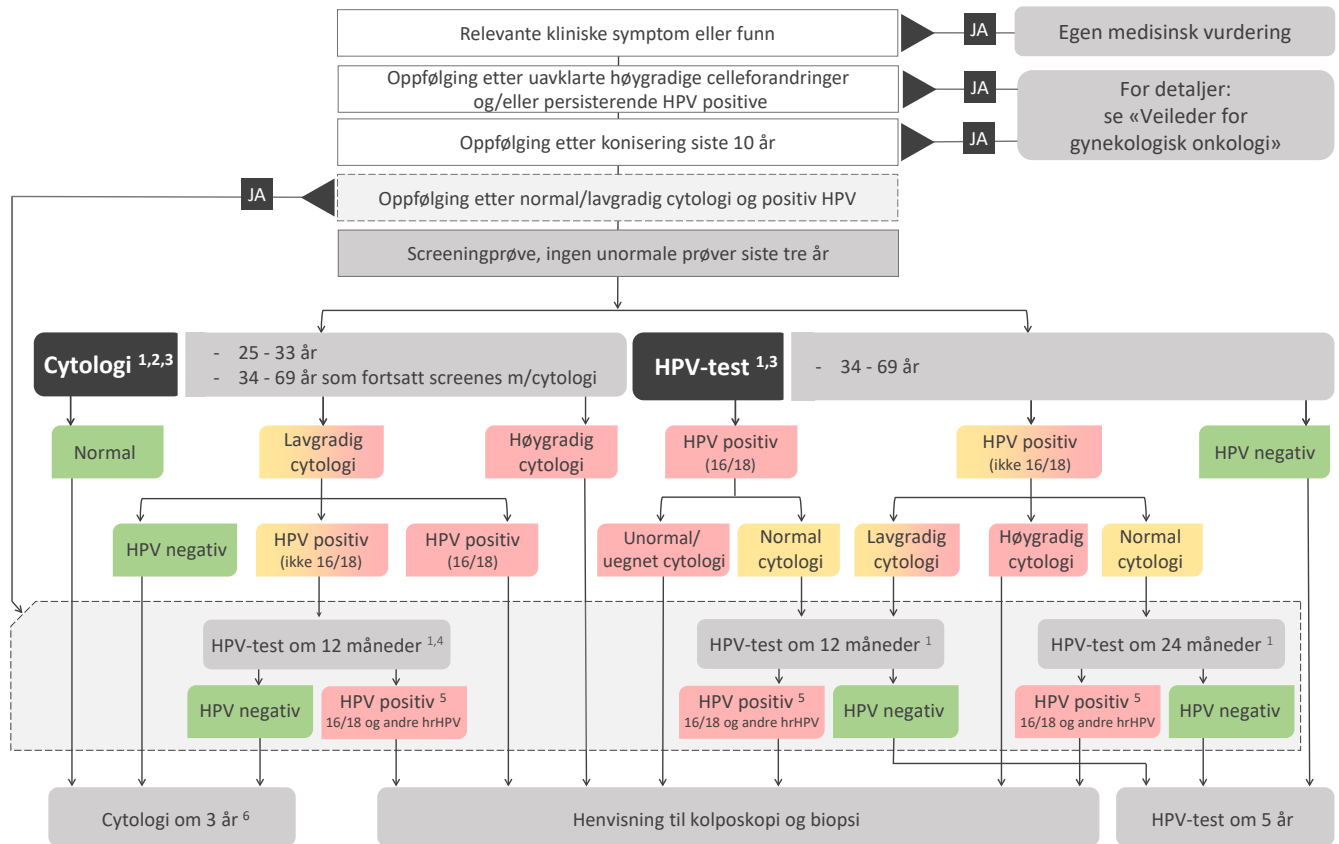 Relevante kliniske symptom eller funn
JA
Egen medisinsk vurdering
Oppfølging etter uavklarte høygradige celleforandringer
og/eller persisterende HPV positive
JA
For detaljer:
se «Veileder for
gynekologisk onkologi»
Oppfølging etter konisering siste 10 år
JA
JA
Oppfølging etter normal/lavgradig cytologi og positiv HPV
Screeningprøve, ingen unormale prøver siste tre år
Cytologi 1,2,3
- 25 - 33 år
- 34 - 69 år som fortsatt screenes m/cytologi
HPV-test 1,3
- 34 - 69 år
Normal
Lavgradig
cytologi
Høygradig
cytologi
HPV positiv
(16/18)
HPV positiv
(ikke 16/18)
HPV negativ
HPV negativ
HPV positiv
(ikke 16/18)
HPV positiv
(16/18)
Unormal/
uegnet cytologi
Normal
cytologi
Lavgradig
cytologi
Høygradig
cytologi
Normal
cytologi
HPV-test om 12 måneder 1,4
HPV-test om 12 måneder 1
HPV-test om 24 måneder 1
HPV negativ
HPV positiv 5
16/18 og andre hrHPV
HPV positiv 5
16/18 og andre hrHPV
HPV negativ
HPV positiv 5
16/18 og andre hrHPV
HPV negativ
Cytologi om 3 år 6
Henvisning til kolposkopi og biopsi
HPV-test om 5 år